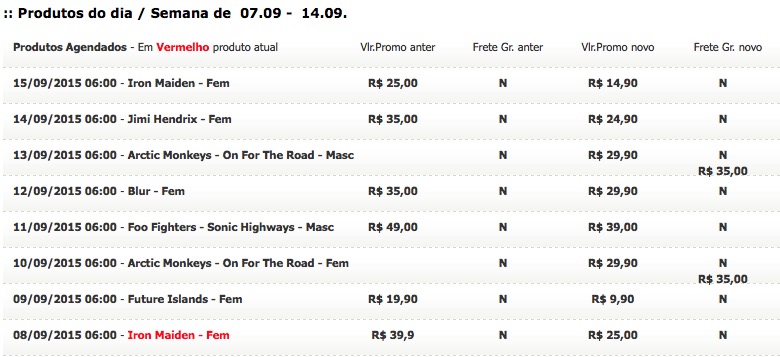 :: Produtos do dia / Semana de 07.09 - 14.09.
Produtos Agendados - Em Vermelho produto atual Vlr.Promo anter Frete Gr. anter Vlr.Promo novo Frete Gr. novo
15/09/2015 06:00 - Iron Maiden - Fem R$ 25,00 N R$ 14,90 N
14/09/2015 06:00 - Jimi Hendrix - Fem R$ 35,00 N R$ 24,90 N
13/09/2015 06:00 - Arctic Monkeys - On For The Road - Masc N R$ 29,90 N
R$ 35,00
12/09/2015 06:00 - Blur - Fem R$ 35,00 N R$ 29,90 N
11/09/2015 06:00 - Foo Fighters - Sonic Highways - Masc R$ 49,00 N R$ 39,00 N
10/09/2015 06:00 - Arctic Monkeys - On For The Road - Fem N R$ 29,90 N
R$ 35,00
09/09/2015 06:00 - Future Islands - Fem R$ 19,90 N R$ 9,90 N
08/09/2015 06:00 - Iron Maiden - Fem R$ 39,9 N R$ 25,00 N